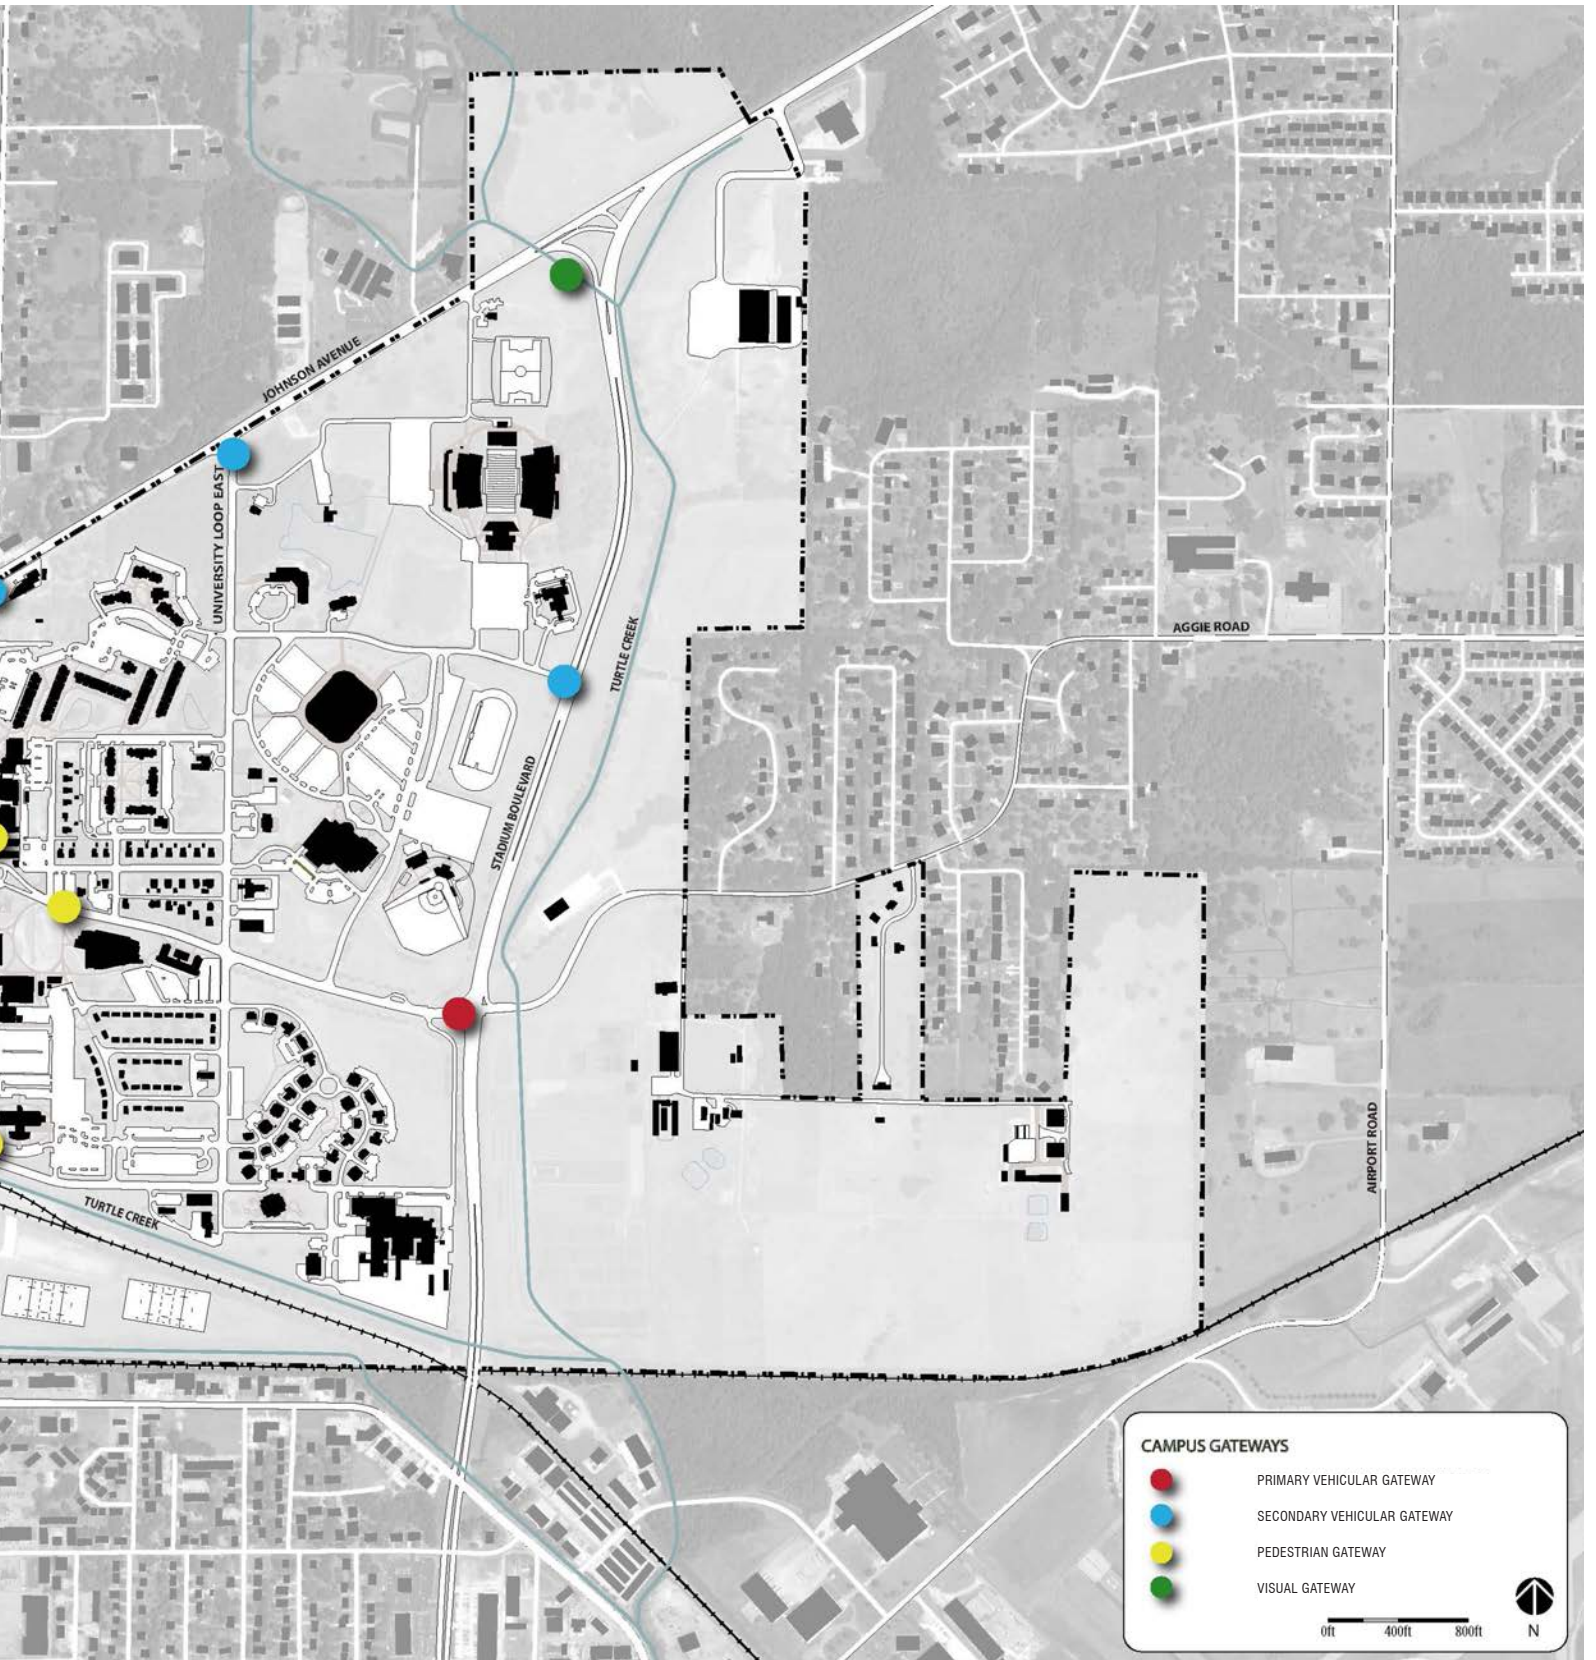 JOHNSON AVENUE
UNIVERSITY LOOP EAST
TURTLE CREEK
AGGIE ROAD
STADIUM BOULEVARD
AIRPORT ROAD
TURTLE CREEK
CAMPUS GATEWAYS
PRIMARY VEHICULAR GATEWAY
SECONDARY VEHICULAR GATEWAY
PEDESTRIAN GATEWAY
VISUAL GATEWAY
0ft 400ft 800ft N